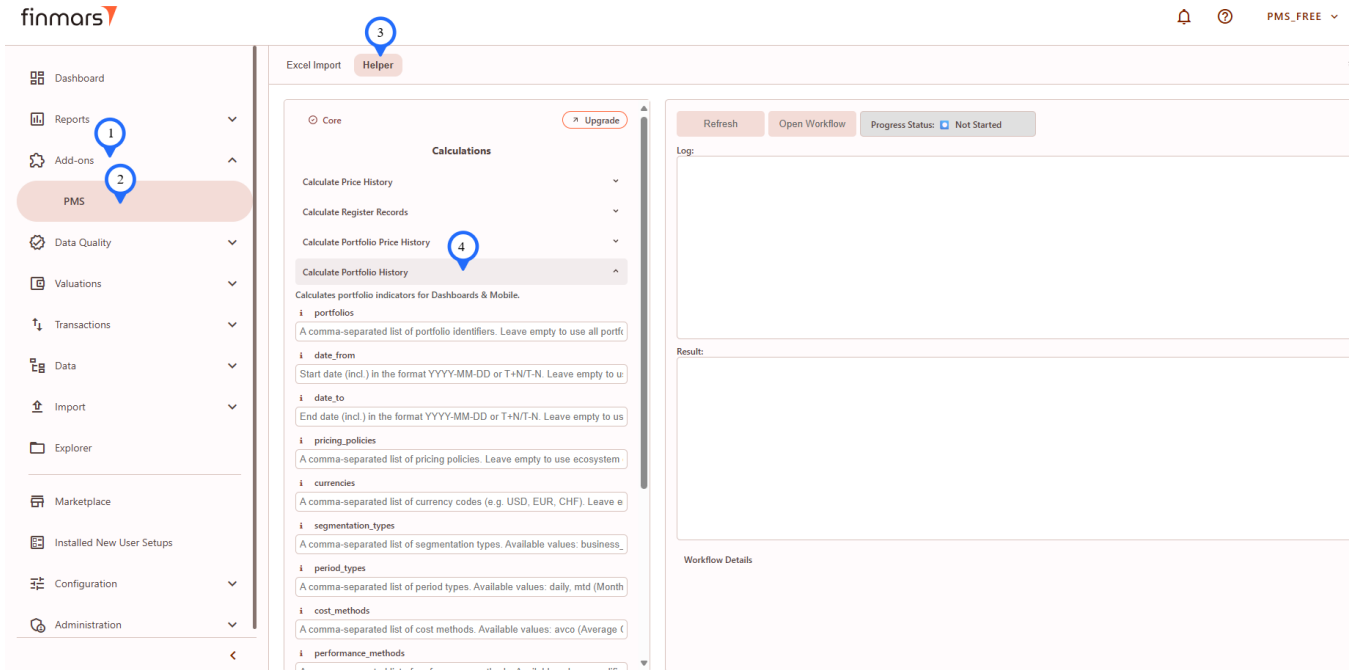 finmars
PMS_FREE
3
Excel Import
Helper
Dashboard
Reports
1
Add-ons
2
PMS
Data Quality
Valuations
Transactions
Data
Import
Explorer
Marketplace
Installed New User Setups
Configuration
Administration
Core
Upgrade
Calculations
Calculate Price History
Calculate Register Records
Calculate Portfolio Price History
4
Calculate Portfolio History
Calculates portfolio indicators for Dashboards & Mobile.
i portfolios
A comma-separated list of portfolio identifiers. Leave empty to use all
i date_from
Start date (incl.) in the format YYYY-MM-DD or T+N/T-N. Leave empty to
i date_to
End date (incl.) in the format YYYY-MM-DD or T+N/T-N. Leave empty to us
i pricing_policies
A comma-separated list of pricing policies. Leave empty to use ecosystem
i currencies
A comma-separated list of currency codes (e.g. USD, EUR, CHF). Leave e
i segmentation_types
A comma-separated list of segmentation types. Available values: business_
i period_types
A comma-separated list of period types. Available values: daily, mtd (Month
i cost_methods
A comma-separated list of cost methods. Available values: avco (Average
i performance_methods
Refresh
Open Workflow
Progress Status: Not Started
Log:
Result:
Workflow Details